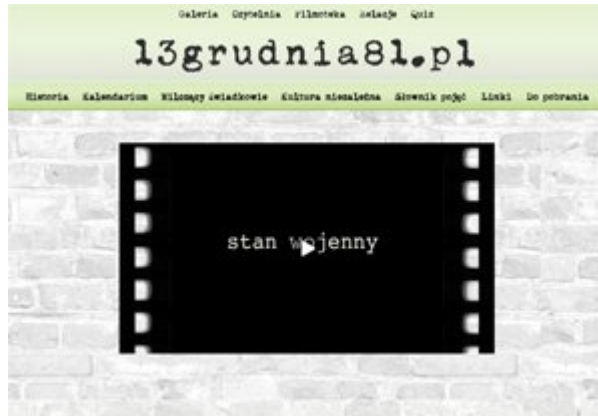 Galeria Czytelnia Filmoteka Relacje Quiz
13grudnia81.pl
Historia Kalendarium Milczący świadkowie Kultura niezależna Słownik pojęć Linki Do pobrania
stan wojenny